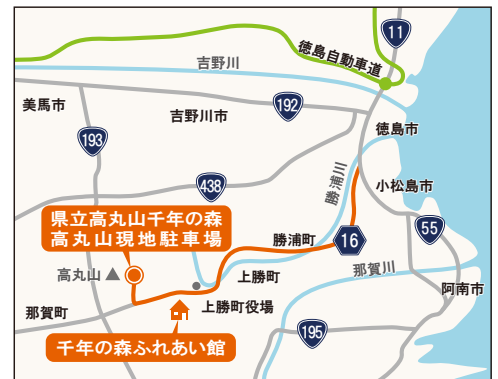 11
徳島自動車道
吉野川
美馬市
192
吉野川市
徳島市
193
438
勝浦川
小松島市
県立高丸山千年の森
高丸山現地駐車場
勝浦町
16
55
高丸山
上勝町
那賀川
阿南市
那賀町
上勝町役場
195
千年の森ふれあい館